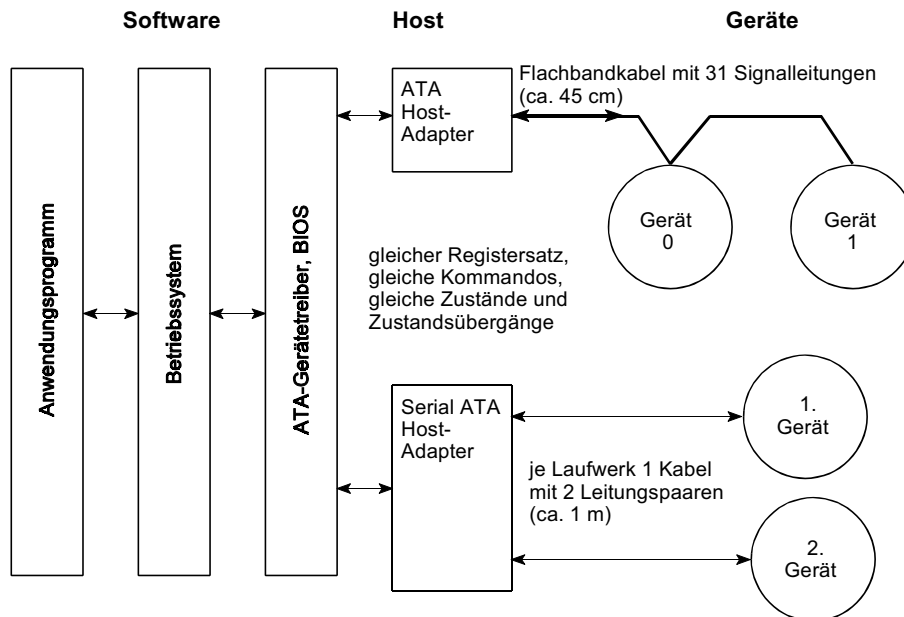 Software
Host
Geräte
Anwendungsprogramm
Betriebssystem
ATA-Gerätetreiber, BIOS
ATA
Host-
Adapter
Flachbandkabel mit 31 Signalleitungen
(ca. 45 cm)
Gerät
0
Gerät
1
gleicher Registersatz,
gleiche Kommandos,
gleiche Zustände und
Zustandsübergänge
Serial ATA
Host-
Adapter
1.
Gerät
je Laufwerk 1 Kabel
mit 2 Leitungspaaren
(ca. 1 m)
2.
Gerät